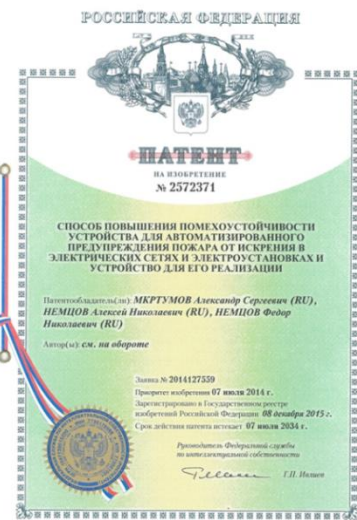 РОССИЙСКАЯ ФЕДЕРАЦИЯ
ПАТЕНТ
НА ИЗОБРЕТЕНИЕ
№ 2572371
СПОСОБ ПОВЫШЕНИЯ ПОМЕХОУСТОЙЧИВОСТИ
УСТРОЙСТВА ДЛЯ АВТОМАТИЗИРОВАННОГО
ПРЕДУПРЕЖДЕНИЯ ПОЖАРА ОТ ИСКРЕНИЯ В
ЭЛЕКТРИЧЕСКИХ СЕТЯХ И ЭЛЕКТРОУСТАНОВКАХ И
УСТРОЙСТВО ДЛЯ ЕГО РЕАЛИЗАЦИИ
Патентообладатель(ли): МКРТУМОВ Александр Сергеевич (RU),
НЕМЦОВ Алексей Николаевич (RU), НЕМЦОВ Федор
Николаевич (RU)
Автор(ы): см. на обороте
Заявка № 2014127559
Приоритет изобретения 07 июля 2014 г.
Зарегистрировано в Государственном реестре
изобретений Российской Федерации 08 декабря 2015 г.
Срок действия патента истекает 07 июля 2034 г.
Руководитель Федеральной службы
по интеллектуальной собственности
Г.П. Ивлиев